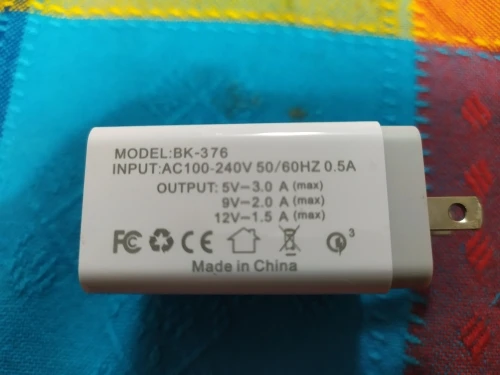 MODEL:BK-376
INPUT:AC100-240V 50/60HZ 0.5A
OUTPUT: 5V—3.0 A (max)
9V—2.0 A (max)
12V—1.5 A (max)
FC CE 3
Made in China